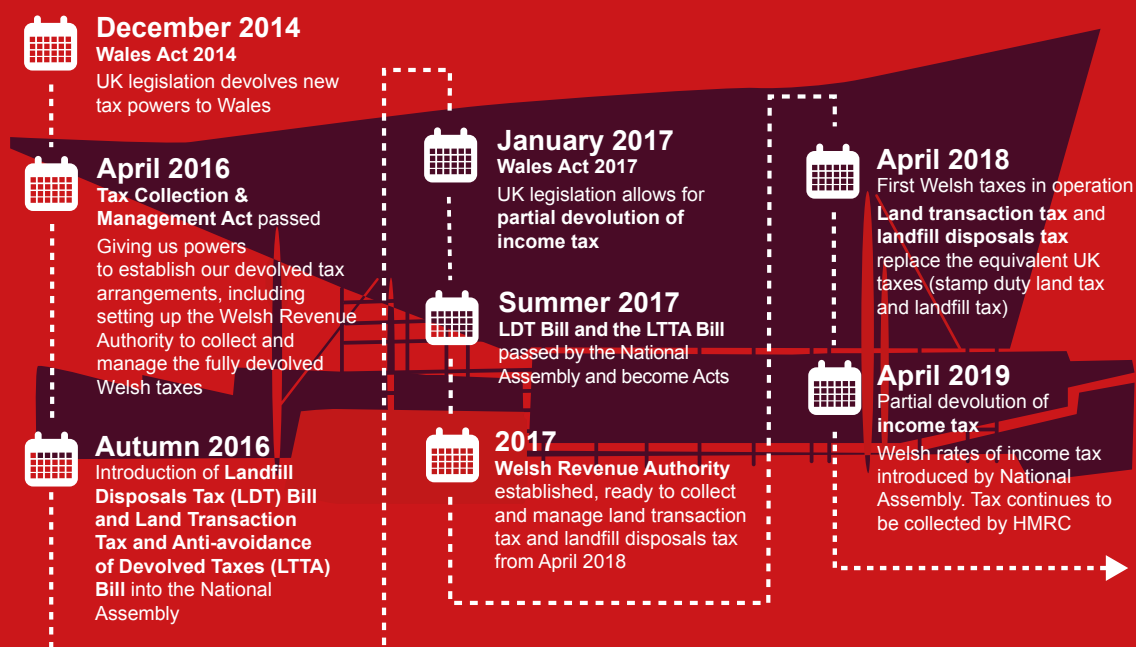 December 2014
Wales Act 2014
UK legislation devolves new
tax powers to Wales
April 2016
Tax Collection &
Management Act passed
Giving us powers
to establish our devolved tax
arrangements, including
setting up the Welsh Revenue
Authority to collect and
manage the fully devolved
Welsh taxes
Autumn 2016
Introduction of Landfill
Disposals Tax (LDT) Bill
and Land Transaction
Tax and Anti-avoidance
of Devolved Taxes (LTTA)
Bill into the National
Assembly
January 2017
Wales Act 2017
UK legislation allows for
partial devolution of
income tax
Summer 2017
LDT Bill and the LTTA Bill
passed by the National
Assembly and become Acts
2017
Welsh Revenue Authority
established, ready to collect
and manage land transaction
tax and landfill disposals tax
from April 2018
April 2018
First Welsh taxes in operation
Land transaction tax and
landfill disposals tax
replace the equivalent UK
taxes (stamp duty land tax
and landfill tax)
April 2019
Partial devolution of
income tax
Welsh rates of income tax
introduced by National
Assembly. Tax continues to
be collected by HMRC